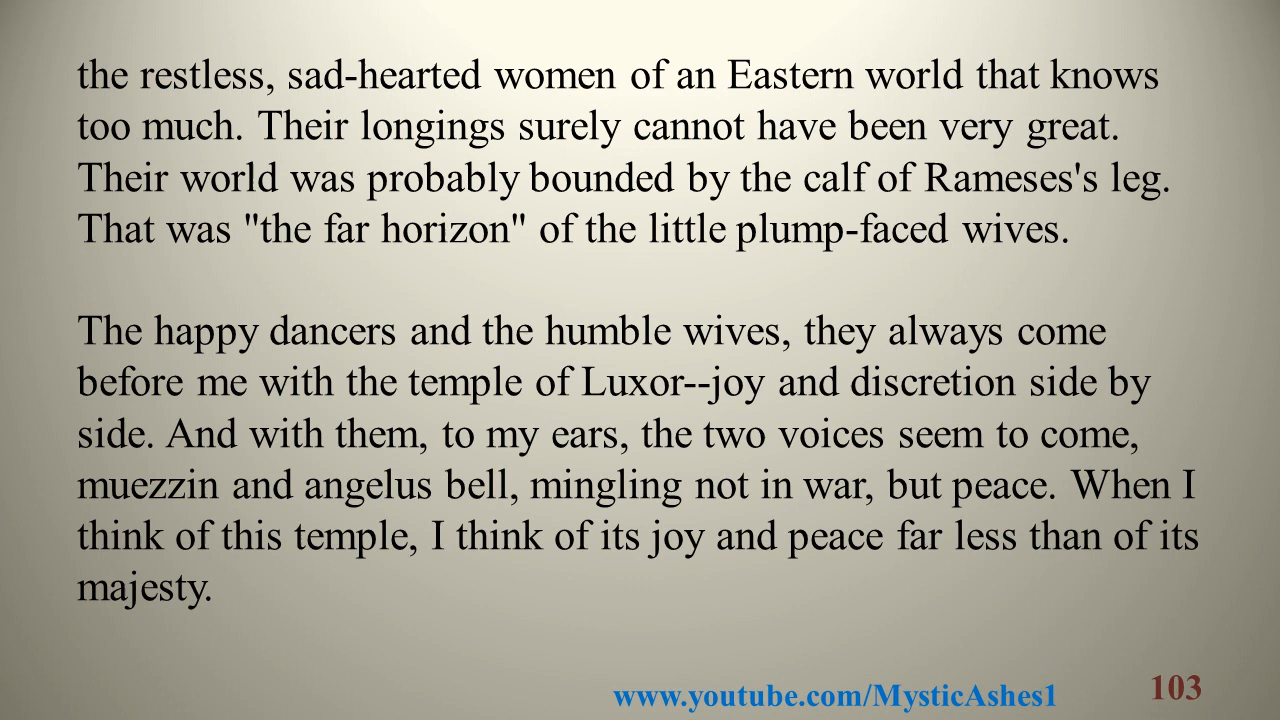 the restless, sad-hearted women of an Eastern world that knows
too much. Their longings surely cannot have been very great.
Their world was probably bounded by the calf of Rameses's leg.
That was "the far horizon" of the little plump-faced wives.
The happy dancers and the humble wives, they always come
before me with the temple of Luxor--joy and discretion side by
side. And with them, to my ears, the two voices seem to come,
muezzin and angelus bell, mingling not in war, but peace. When I
think of this temple, I think of its joy and peace far less than of its
majesty.
www.youtube.com/MysticAshes1
103